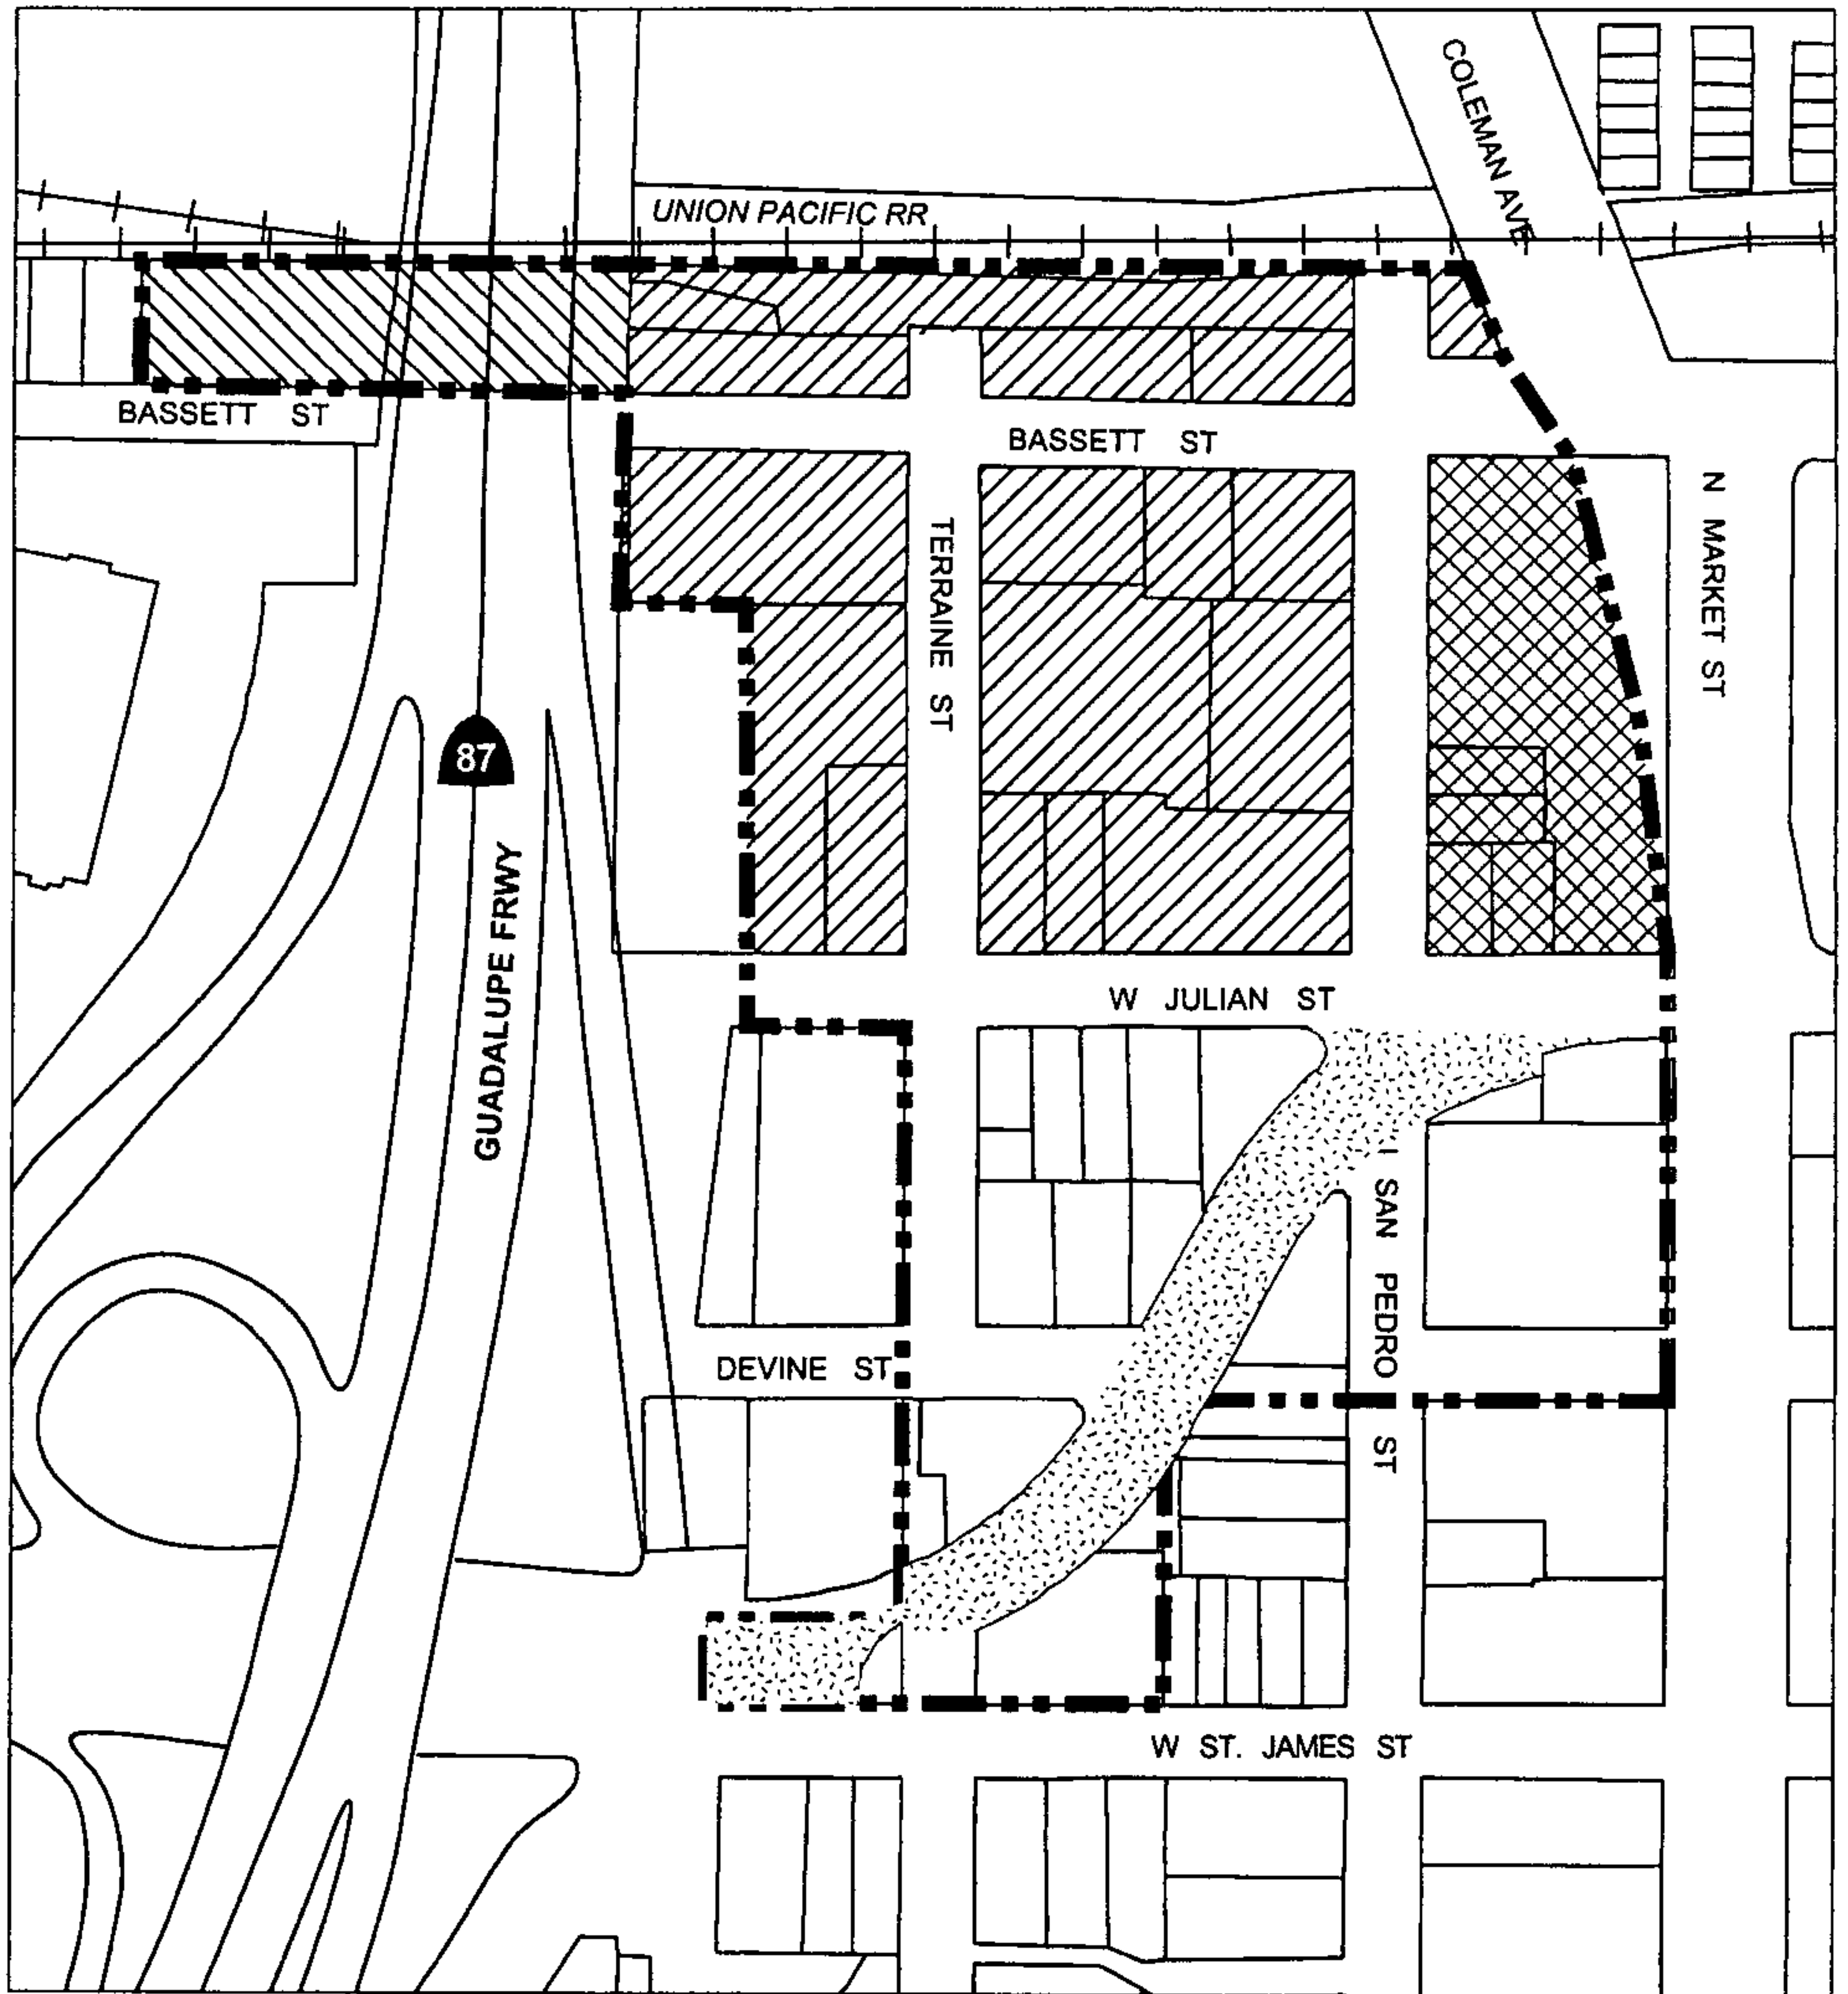 COLEMAN AVE
UNION PACIFIC RR
BASSETT ST
BASSETT ST
N MARKET ST
TERRAINE ST
87
GUADALUPE FRWY
W JULIAN ST
SAN PEDRO ST
DEVINE ST
W ST. JAMES ST